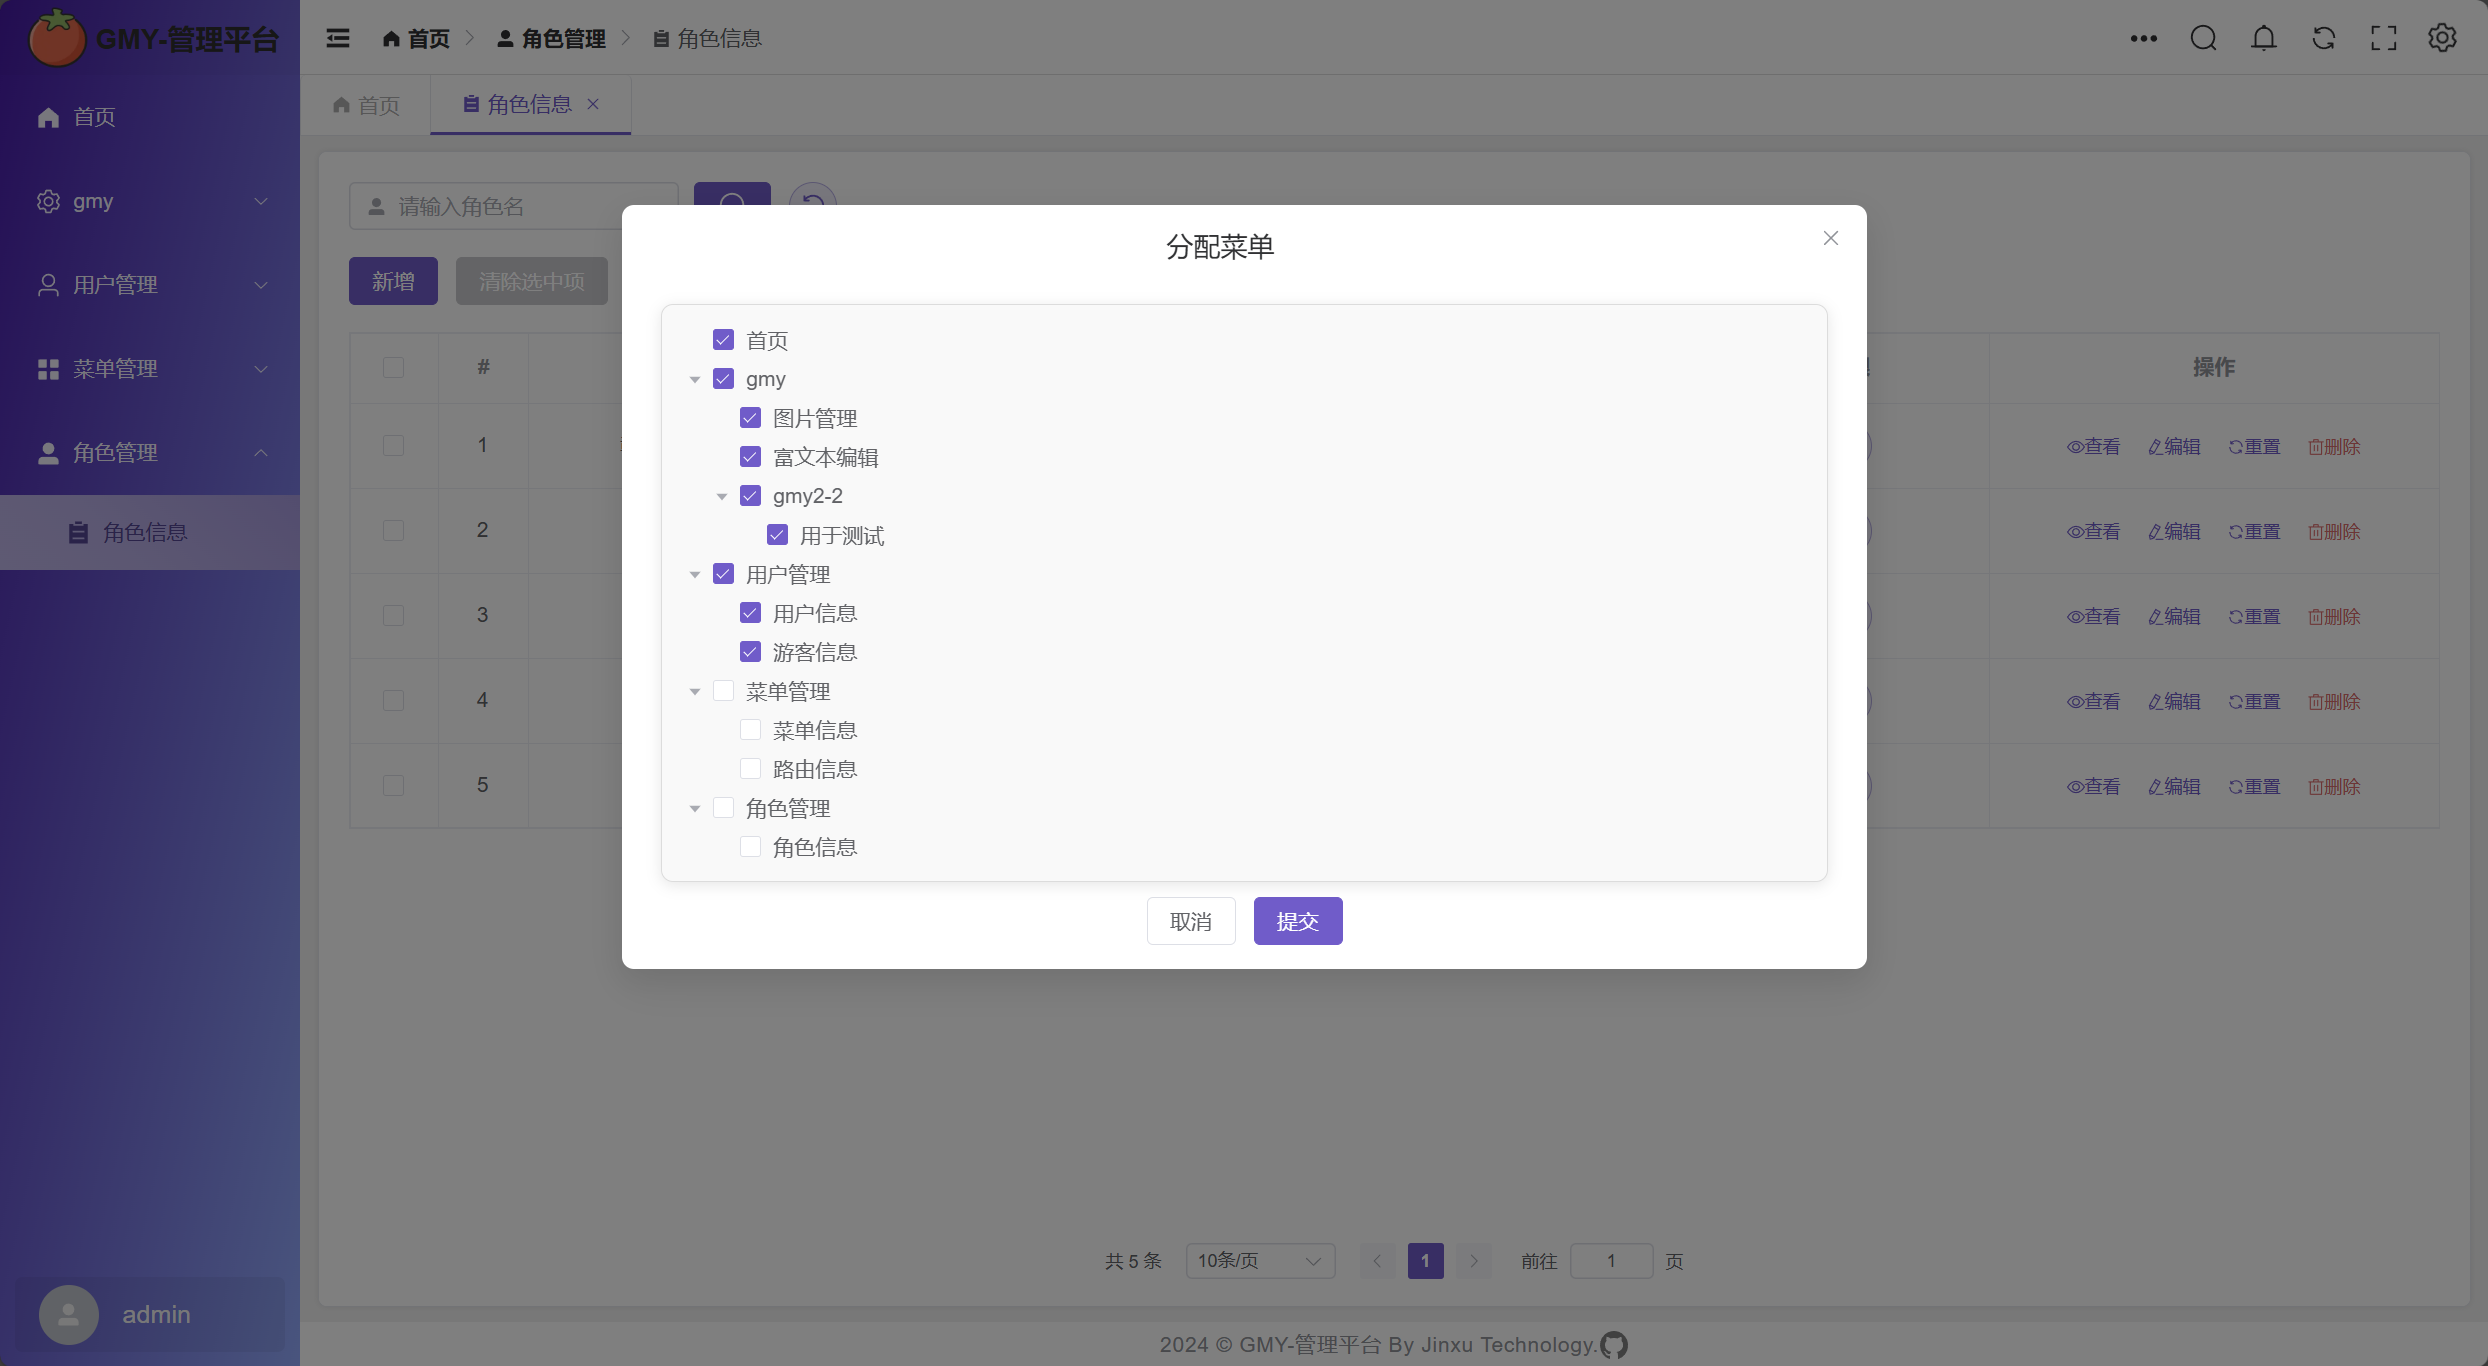 GMY-管理平台
首页
gmy
用户管理
菜单管理
角色管理
角色信息
admin
首页 角色管理 角色信息
首页 角色信息
请输入角色名
新增 清除选中项
# 操作
1 查看 编辑 重置 删除
2 查看 编辑 重置 删除
3 查看 编辑 重置 删除
4 查看 编辑 重置 删除
5 查看 编辑 重置 删除
分配菜单
首页
gmy
图片管理
富文本编辑
gmy2-2
用于测试
用户管理
用户信息
游客信息
菜单管理
菜单信息
路由信息
角色管理
角色信息
取消 提交
共 5 条 10条/页 1 前往 1 页
2024 © GMY-管理平台 By Jinxu Technology.